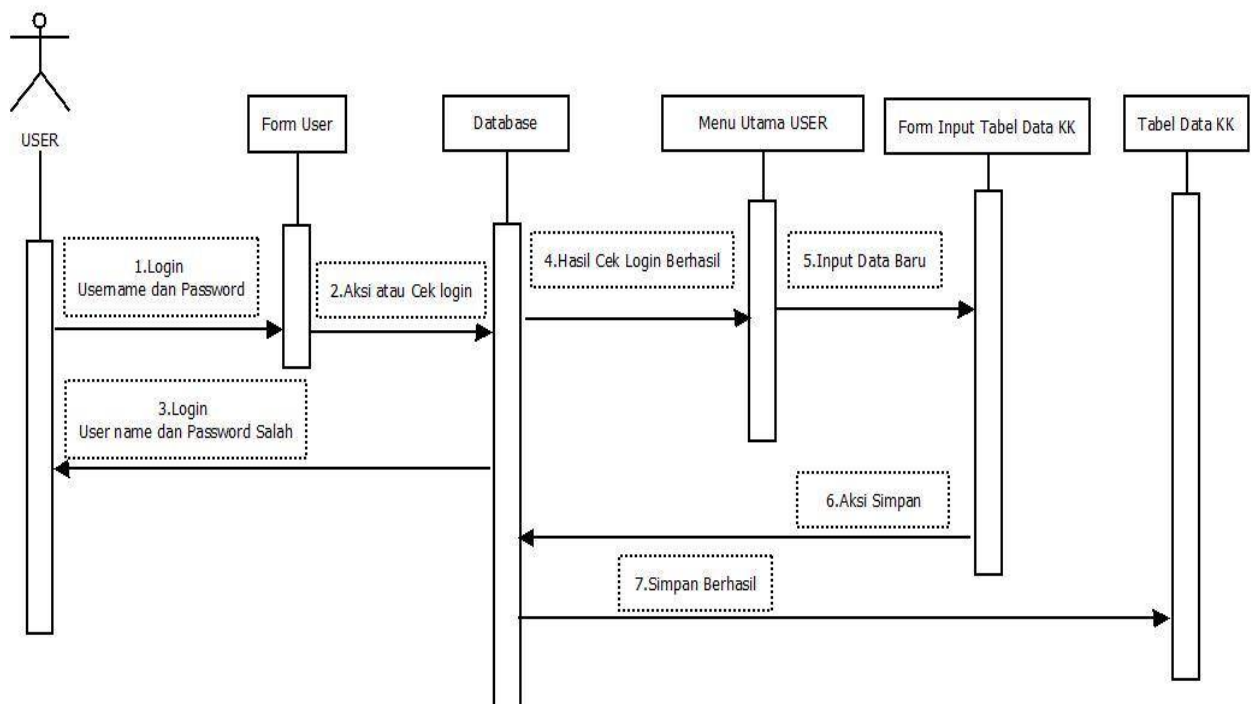 USER
Form User
Database
Menu Utama USER
Form Input Tabel Data KK
Tabel Data KK
1.Login
Username dan Password
2.Aksi atau Cek login
4.Hasil Cek Login Berhasil
5.Input Data Baru
3.Login
User name dan Password Salah
6.Aksi Simpan
7.Simpan Berhasil